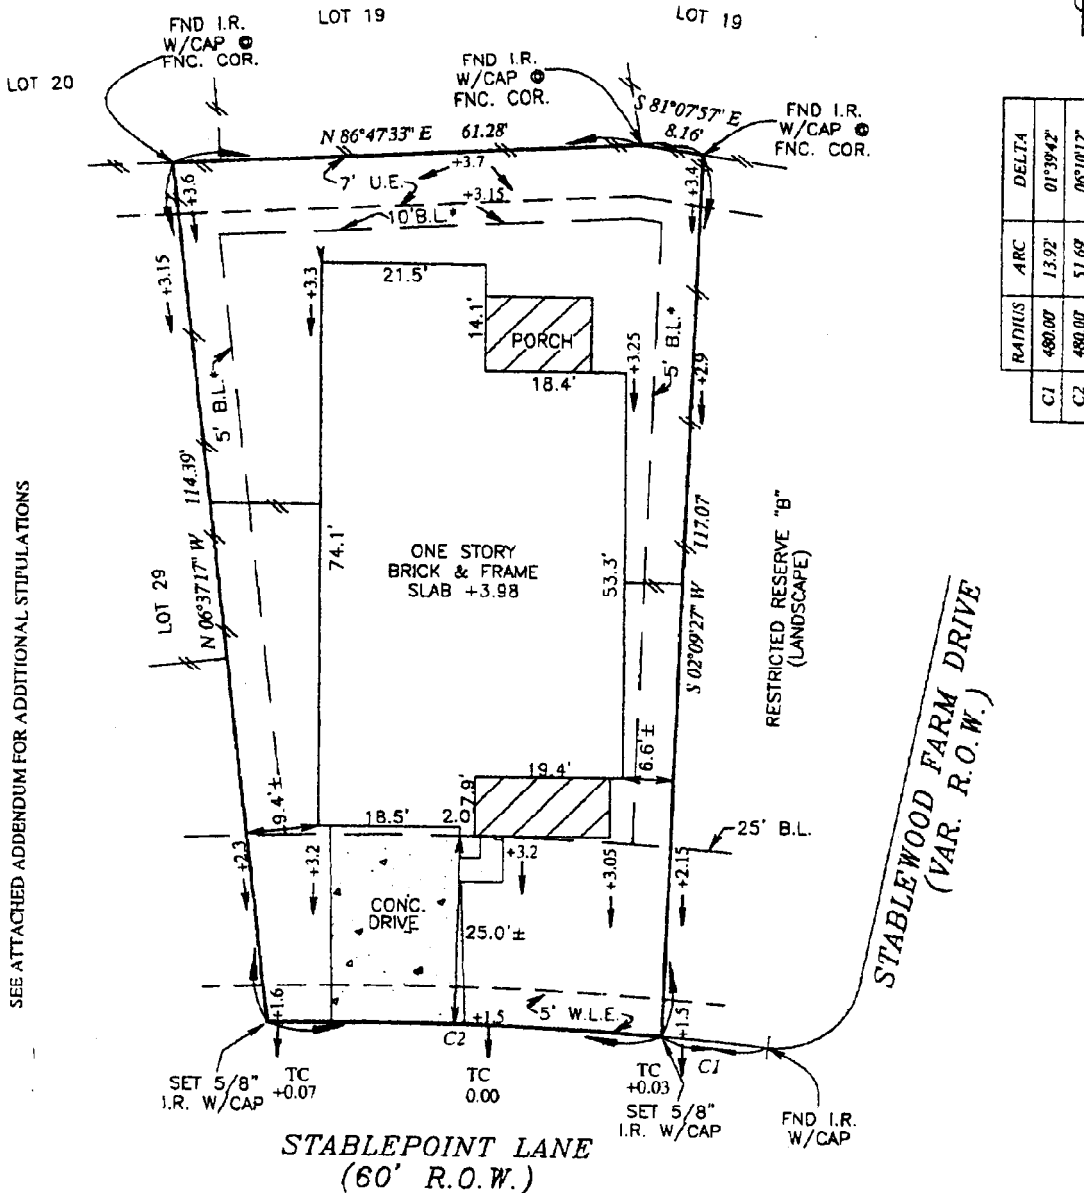 LOT 19
LOT 19
LOT 20
FND I.R.
W/CAP @
FNC. COR.
FND I.R.
W/CAP @
FNC. COR.
FND I.R.
W/CAP @
FNC. COR.
N 86°47'33" E 61.28'
S 81°07'57" E
8.16'
RADIUS ARC DELTA
C1 480.00' 13.92' 01°39'42"
C2 480.00' 51.69' 06°10'12"
+3.6
7' U.E.
+3.7
+3.4
+3.15
10'B.L.*
+3.15
+3.3
21.5'
14.1'
PORCH
18.4'
+3.25
5' B.L.*
+2.9
5' B.L.*
114.39'
N 06°37'17" W
LOT 29
74.1'
ONE STORY
BRICK & FRAME
SLAB +3.98
53.3'
117.07
S 02°09'27" W
RESTRICTED RESERVE "B"
(LANDSCAPE)
STABLEWOOD FARM DRIVE
(VAR. R.O.W.)
SEE ATTACHED ADDENDUM FOR ADDITIONAL STIPULATIONS
6.6'±
19.4'
7.9'
2.0
18.5'
9.4'±
25' B.L.
+2.3
+3.2
+3.2
+3.05
+2.15
CONC.
DRIVE
25.0'±
+1.6
+1.5
5' W.L.E.
+1.5
C2
C1
TC
+0.07
TC
0.00
TC
+0.03
SET 5/8"
I.R. W/CAP
SET 5/8"
I.R. W/CAP
FND I.R.
W/CAP
STABLEPOINT LANE
(60' R.O.W.)